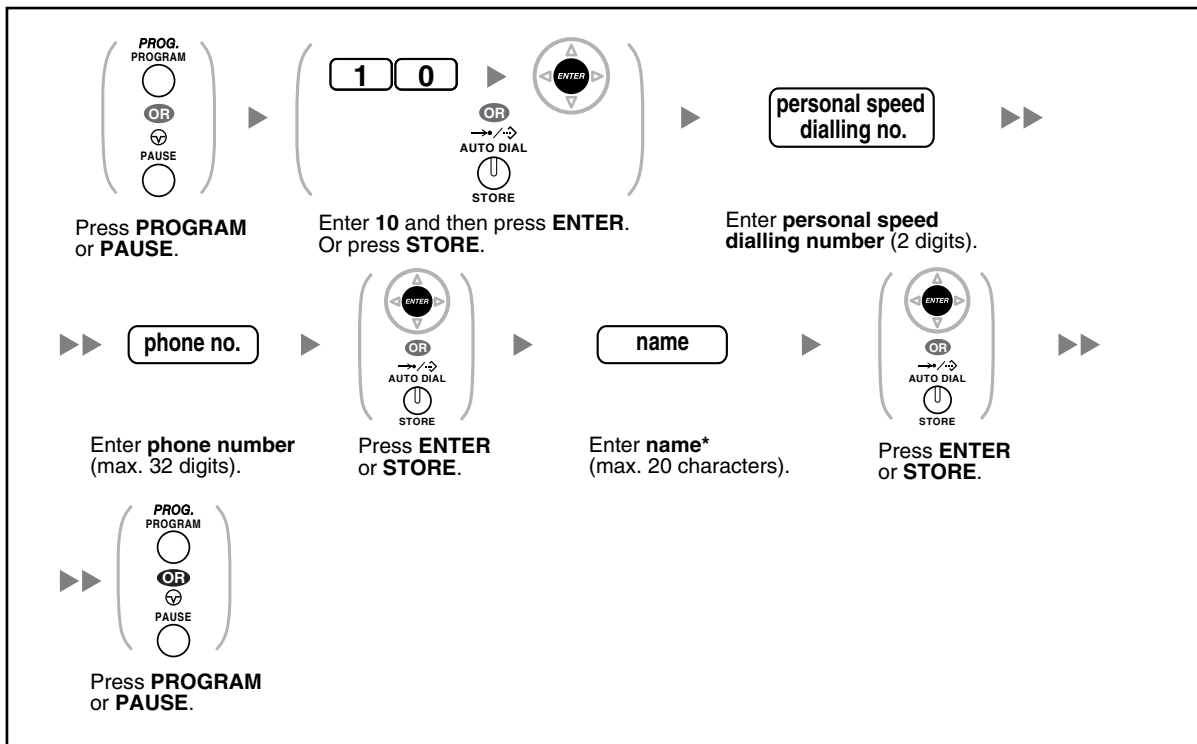 PROG.
PROGRAM
OR
PAUSE
Press PROGRAM
or PAUSE.
1 0
ENTER
OR
AUTO DIAL
STORE
Enter 10 and then press ENTER.
Or press STORE.
personal speed
dialling no.
Enter personal speed
dialling number (2 digits).
phone no.
Enter phone number
(max. 32 digits).
ENTER
OR
AUTO DIAL
STORE
Press ENTER
or STORE.
name
Enter name*
(max. 20 characters).
ENTER
OR
AUTO DIAL
STORE
Press ENTER
or STORE.
PROG.
PROGRAM
OR
PAUSE
Press PROGRAM
or PAUSE.